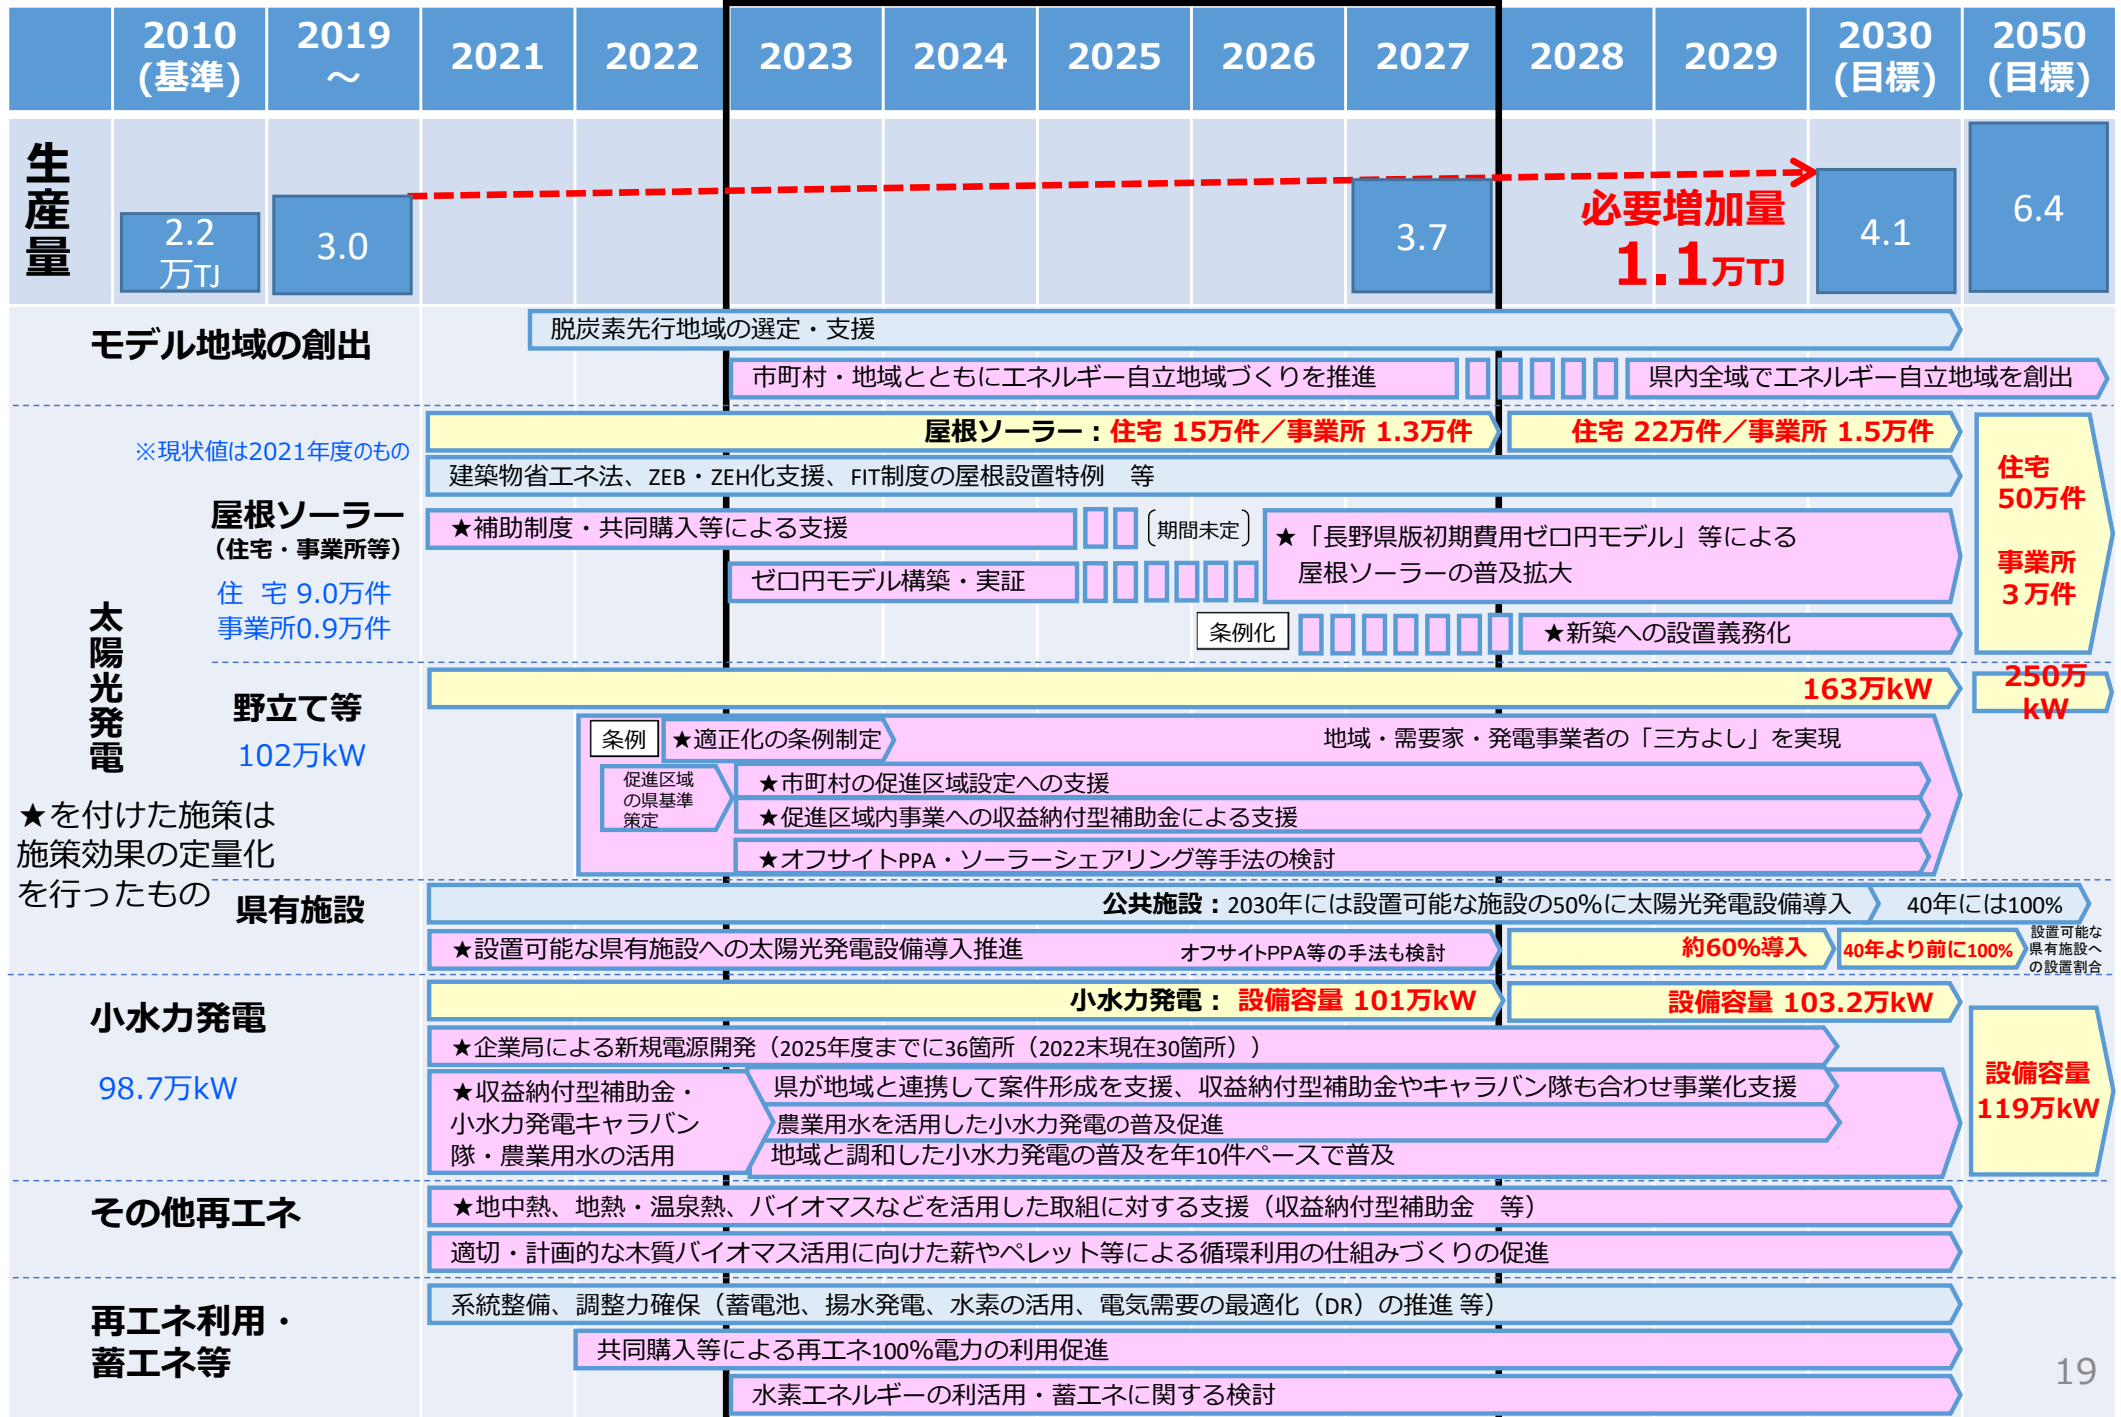 2010
(基準)
2019
～
2021
2022
2023
2024
2025
2026
2027
2028
2029
2030
(目標)
2050
(目標)
生産量
2.2
万TJ
3.0
3.7
必要増加量
1.1万TJ
4.1
6.4
モデル地域の創出
脱炭素先行地域の選定・支援
市町村・地域とともにエネルギー自立地域づくりを推進
県内全域でエネルギー自立地域を創出
太陽光発電
※現状値は2021年度のもの
屋根ソーラー
（住宅・事業所等）
住 宅 9.0万件
事業所0.9万件
屋根ソーラー：住宅 15万件／事業所 1.3万件
住宅 22万件／事業所 1.5万件
住宅
50万件
事業所
３万件
建築物省エネ法、ZEB・ZEH化支援、FIT制度の屋根設置特例　等
★補助制度・共同購入等による支援
〔期間未定〕
★「長野県版初期費用ゼロ円モデル」等による
屋根ソーラーの普及拡大
ゼロ円モデル構築・実証
条例化
★新築への設置義務化
野立て等
102万kW
163万kW
250万
kW
条例
★適正化の条例制定
地域・需要家・発電事業者の「三方よし」を実現
促進区域
の県基準
策定
★市町村の促進区域設定への支援
★促進区域内事業への収益納付型補助金による支援
★オフサイトPPA・ソーラーシェアリング等手法の検討
★を付けた施策は
施策効果の定量化
を行ったもの
県有施設
公共施設：2030年には設置可能な施設の50%に太陽光発電設備導入
40年には100%
★設置可能な県有施設への太陽光発電設備導入推進
オフサイトPPA等の手法も検討
約60%導入
40年より前に100%
設置可能な
県有施設へ
の設置割合
小水力発電
98.7万kW
小水力発電： 設備容量 101万kW
設備容量 103.2万kW
設備容量
119万kW
★企業局による新規電源開発（2025年度までに36箇所（2022末現在30箇所））
★収益納付型補助金・
小水力発電キャラバン
隊・農業用水の活用
県が地域と連携して案件形成を支援、収益納付型補助金やキャラバン隊も合わせ事業化支援
農業用水を活用した小水力発電の普及促進
地域と調和した小水力発電の普及を年10件ペースで普及
その他再エネ
★地中熱、地熱・温泉熱、バイオマスなどを活用した取組に対する支援（収益納付型補助金　等）
適切・計画的な木質バイオマス活用に向けた薪やペレット等による循環利用の仕組みづくりの促進
再エネ利用・
蓄エネ等
系統整備、調整力確保（蓄電池、揚水発電、水素の活用、電気需要の最適化（DR）の推進 等）
共同購入等による再エネ100%電力の利用促進
水素エネルギーの利活用・蓄エネに関する検討
19